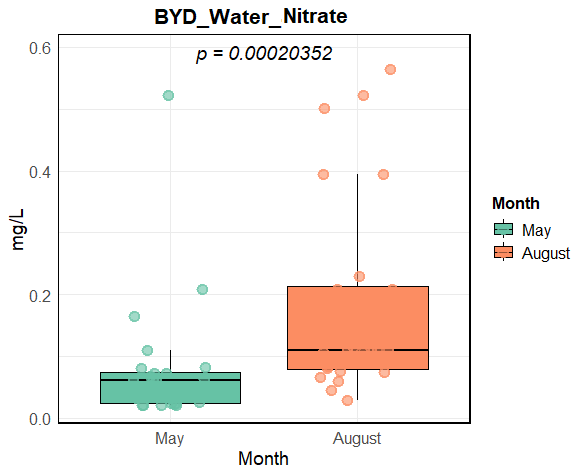 BYD_Water_Nitrate
p = 0.00020352
0.6
0.4
0.2
0.0
mg/L
May
August
Month
Month
May
August